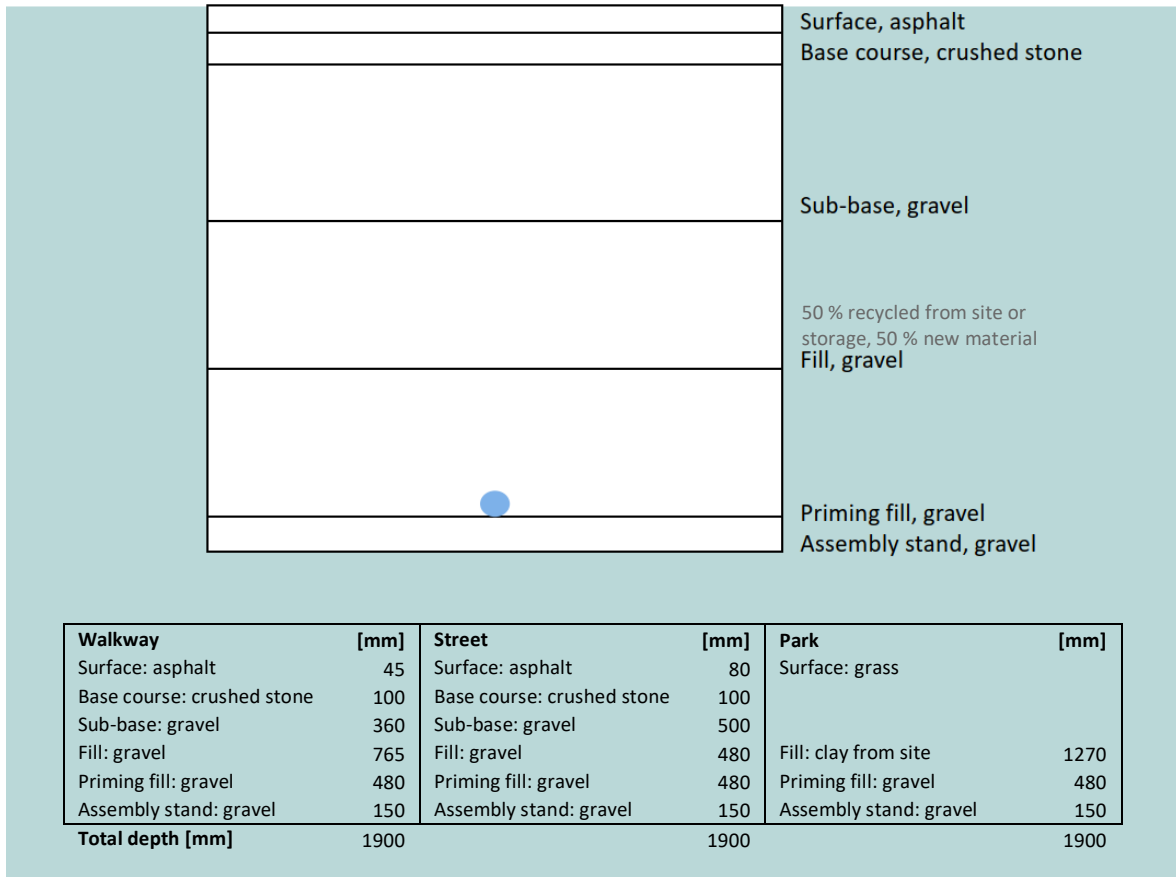 Surface, asphalt
Base course, crushed stone
Sub-base, gravel
50 % recycled from site or
storage, 50 % new material
Fill, gravel
Priming fill, gravel
Assembly stand, gravel
Walkway [mm] Street [mm] Park [mm]
Surface: asphalt 45 Surface: asphalt 80 Surface: grass
Base course: crushed stone 100 Base course: crushed stone 100
Sub-base: gravel 360 Sub-base: gravel 500
Fill: gravel 765 Fill: gravel 480 Fill: clay from site 1270
Priming fill: gravel 480 Priming fill: gravel 480 Priming fill: gravel 480
Assembly stand: gravel 150 Assembly stand: gravel 150 Assembly stand: gravel 150
Total depth [mm] 1900 1900 1900